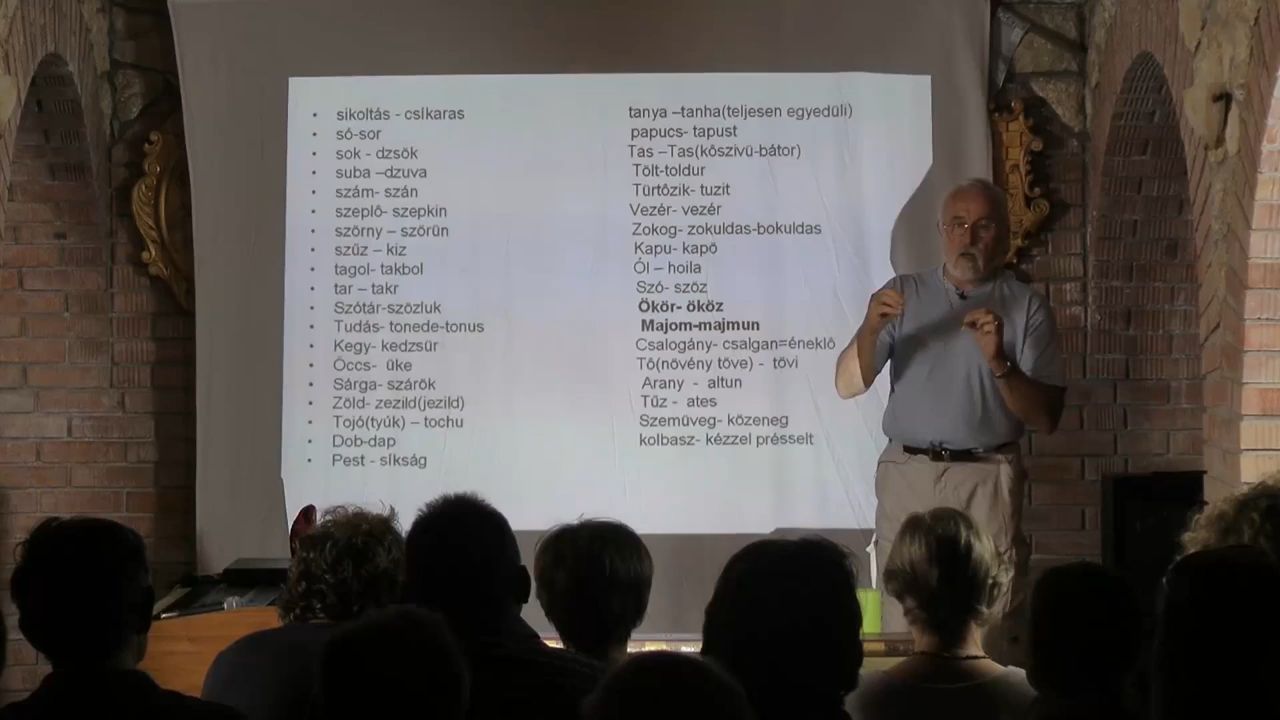 • sikoltás - csíkaras
• só-sor
• sok - dzsök
• suba –dzuva
• szám- szán
• szeplő- szepkin
• szörny – szörün
• szűz – kiz
• tagol- takbol
• tar – takr
• Szótár-szözluk
• Tudás- tonede-tonus
• Kegy- kedzsür
• Öccs- üke
• Sárga- szárök
• Zöld- zezild(jezild)
• Tojó(tyúk) – tochu
• Dob-dap
• Pest - síkság
tanya –tanha(teljesen egyedüli)
papucs- tapust
Tas –Tas(kőszivü-bátor)
Tölt-toldur
Türtőzik- tuzit
Vezér- vezér
Zokog- zokuldas-bokuldas
Kapu- kapö
Ól – hoila
Szó- szöz
Ökör- ököz
Majom-majmun
Csalogány- csalgan=éneklő
Tő(növény töve) - tövi
Arany - altun
Tűz - ates
Szemüveg- közeneg
kolbasz- kézzel préselt